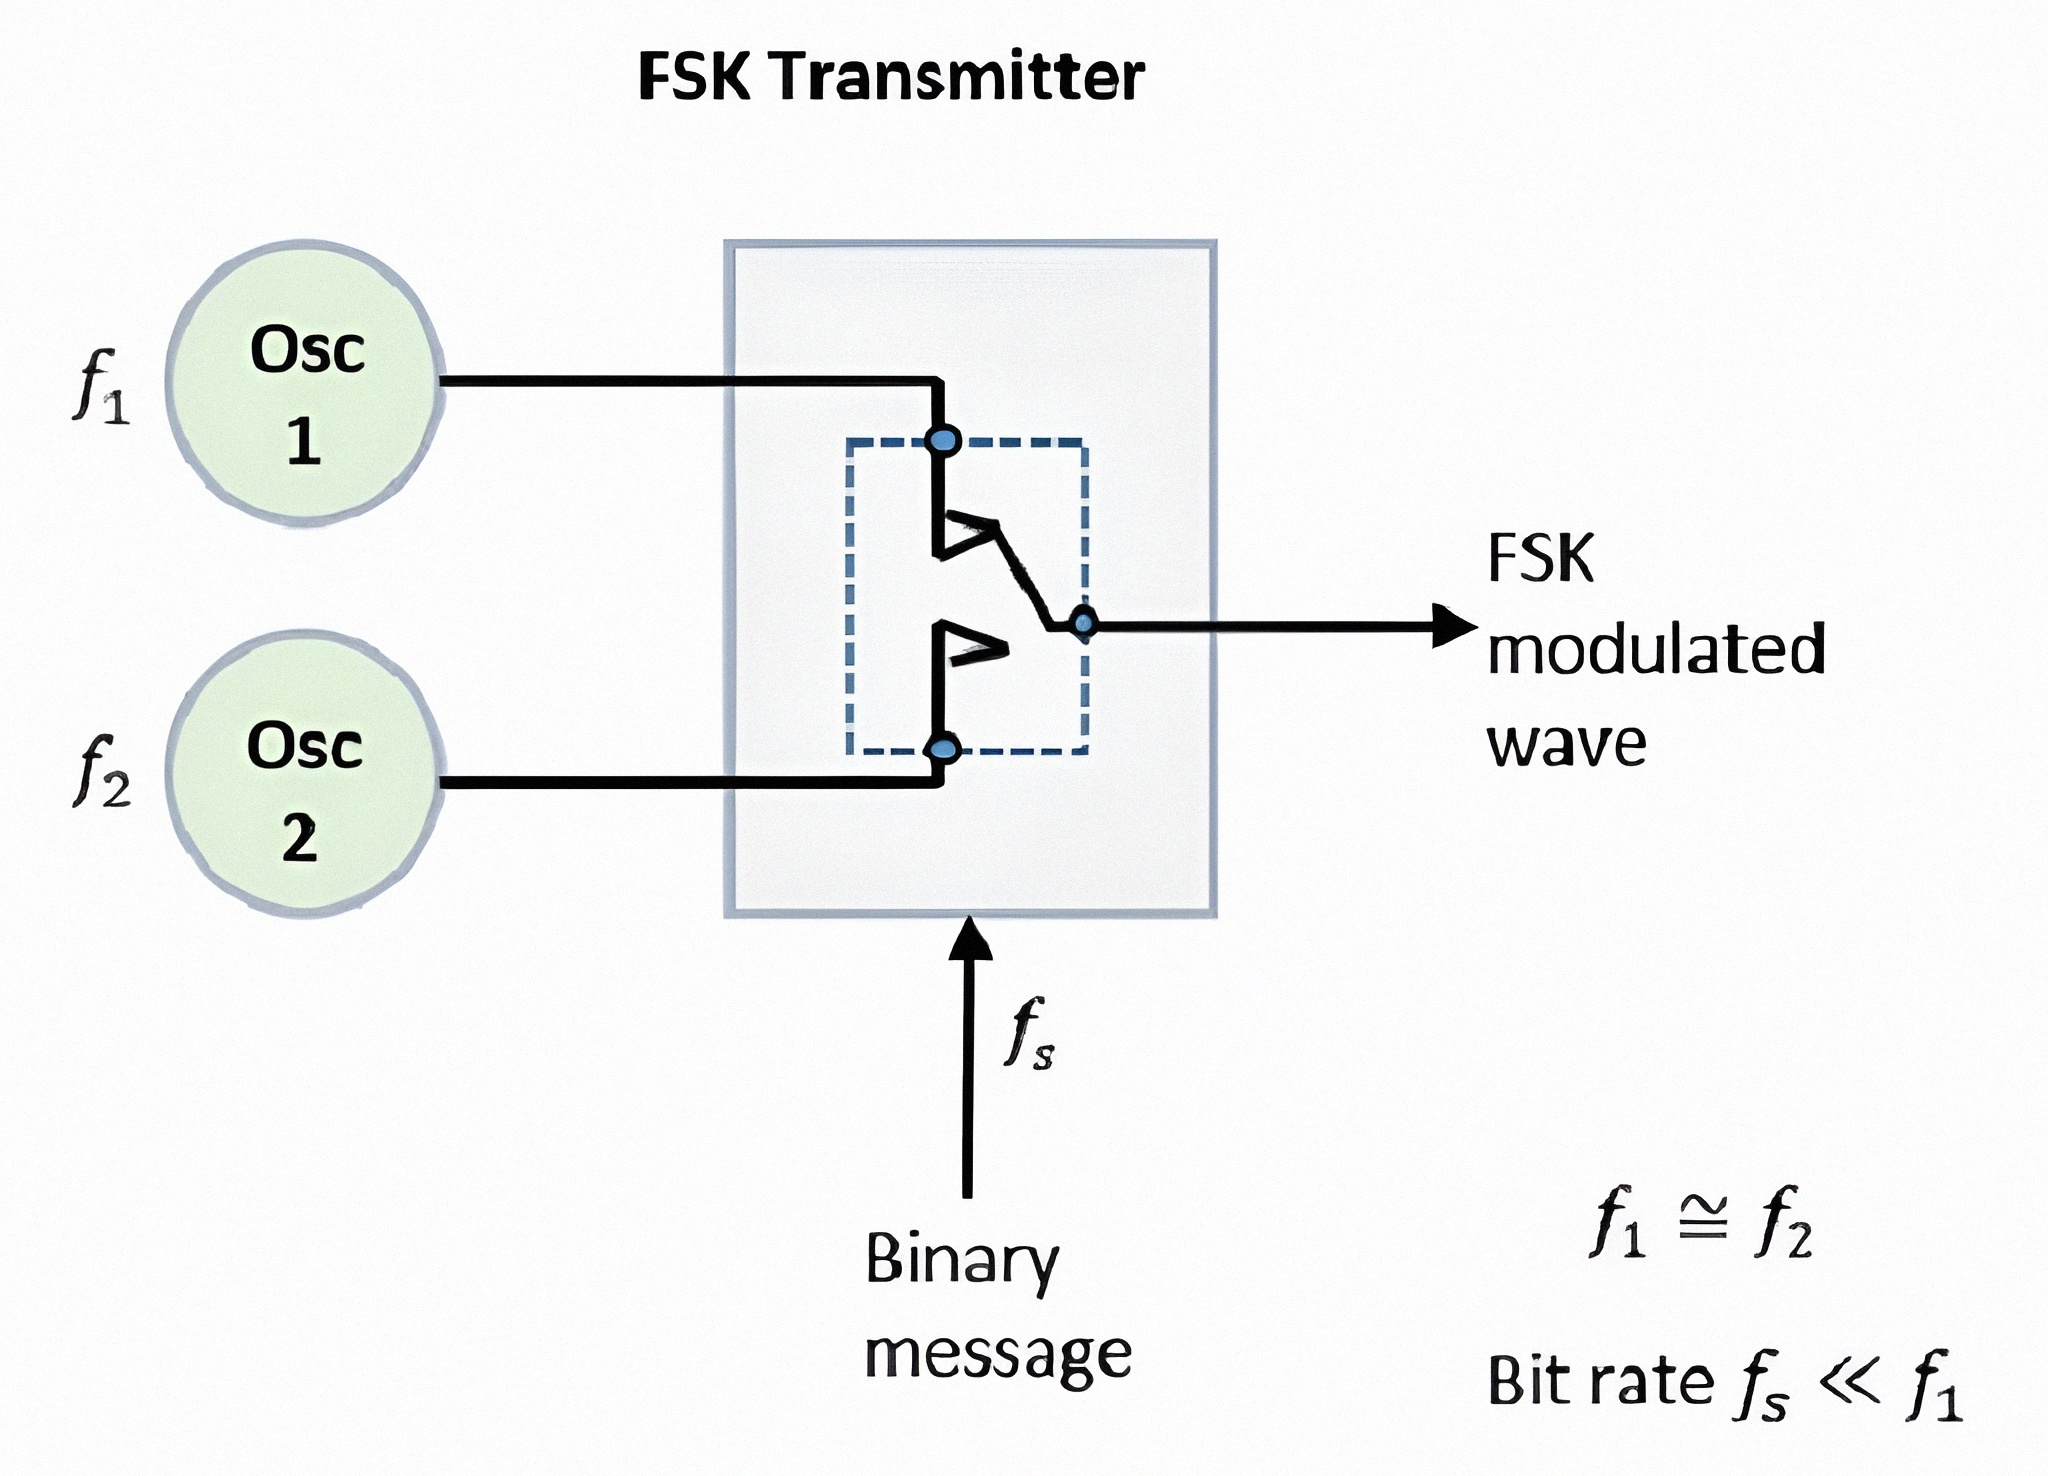 FSK Transmitter
f₁
Osc
1
f₂
Osc
2
FSK
modulated
wave
fₛ
Binary
message
f₁ ≅ f₂
Bit rate fₛ ≪ f₁